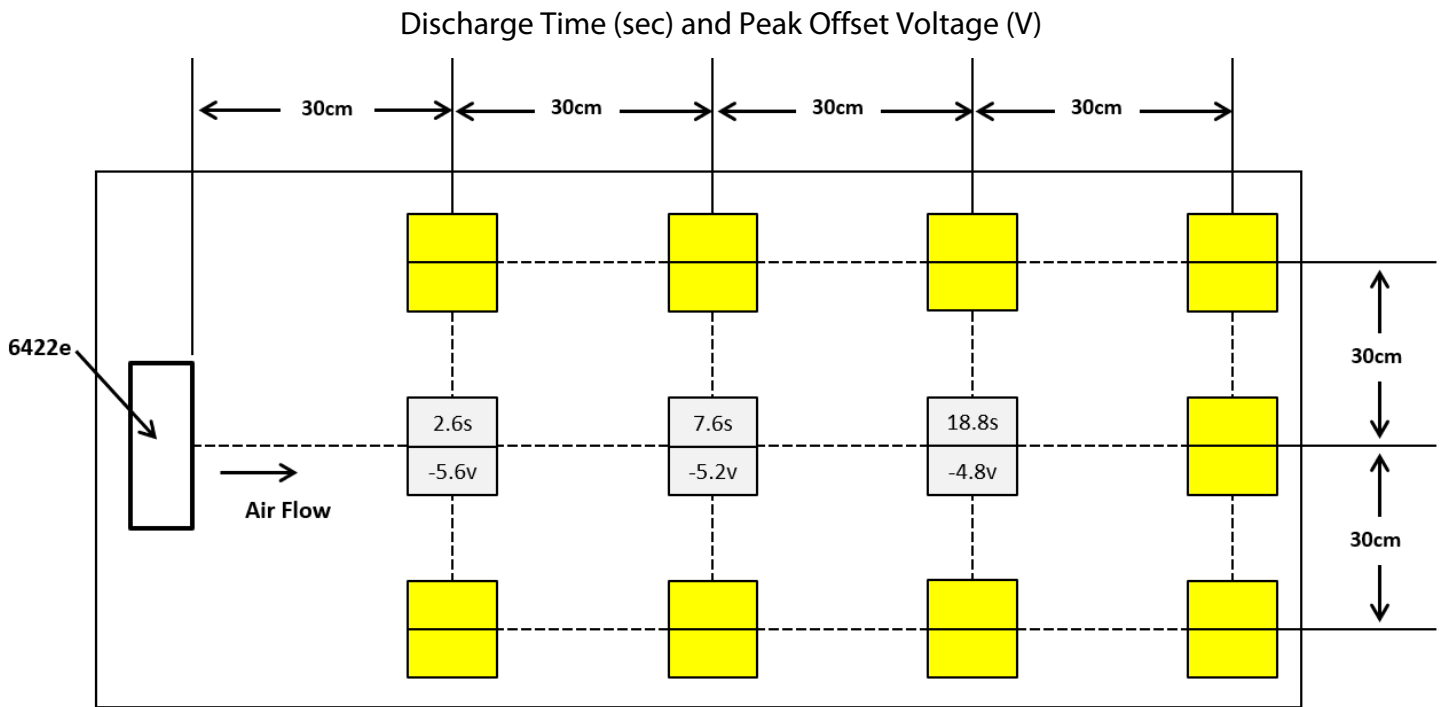 Discharge Time (sec) and Peak Offset Voltage (V)
30cm 30cm 30cm 30cm
6422e
30cm
2.6s 7.6s 18.8s
-5.6v -5.2v -4.8v
Air Flow
30cm